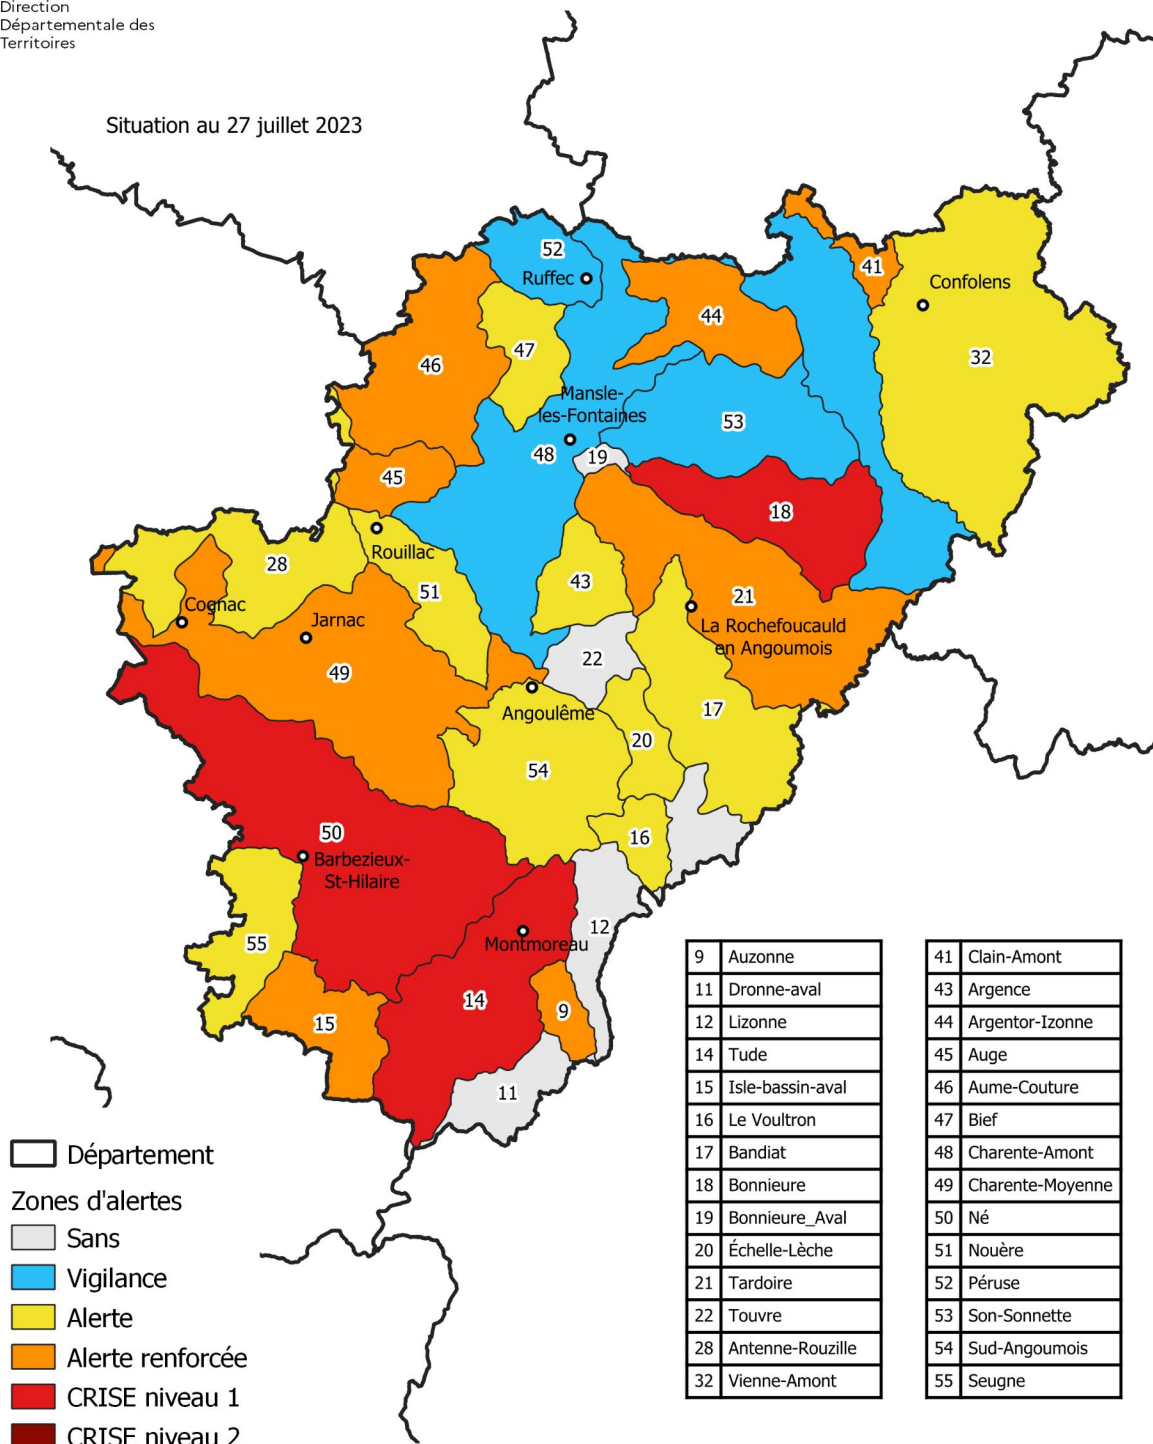 Direction
Départementale des
Territoires
Situation au 27 juillet 2023
52
Ruffec
41
Confolens
44
47
46
32
Mansle-
les-Fontaines
53
48
19
45
18
Rouillac
28
43
51
21
Cognac
Jarnac
La Rochefoucauld
en Angoumois
22
49
17
Angoulême
20
54
50
16
Barbezieux-
St-Hilaire
12
55
Montmoreau
14
9
15
11
9 Auzonne
11 Dronne-aval
12 Lizonne
14 Tude
15 Isle-bassin-aval
16 Le Voultron
17 Bandiat
18 Bonnieure
19 Bonnieure_Aval
20 Échelle-Lèche
21 Tardoire
22 Touvre
28 Antenne-Rouzille
32 Vienne-Amont
41 Clain-Amont
43 Argence
44 Argentor-Izonne
45 Auge
46 Aume-Couture
47 Bief
48 Charente-Amont
49 Charente-Moyenne
50 Né
51 Nouère
52 Péruse
53 Son-Sonnette
54 Sud-Angoumois
55 Seugne
Département
Zones d'alertes
Sans
Vigilance
Alerte
Alerte renforcée
CRISE niveau 1
CRISE niveau 2